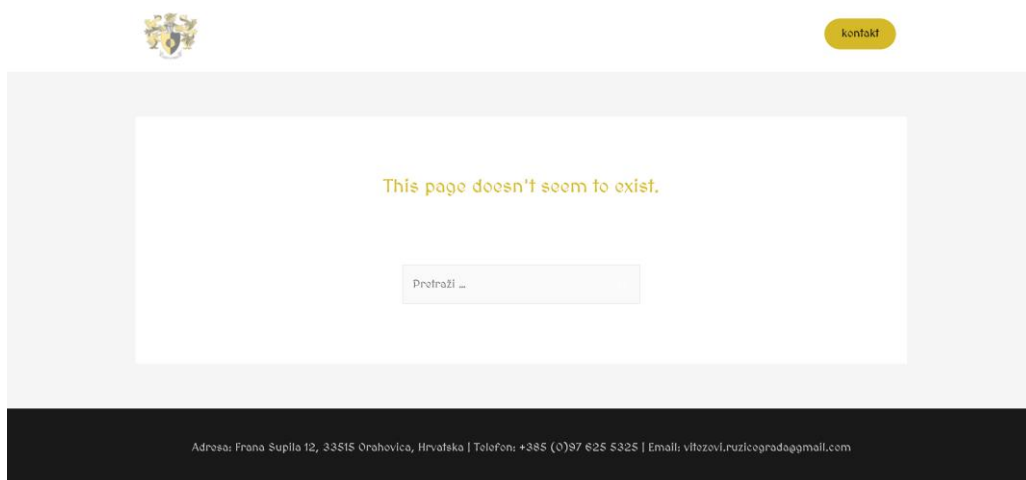 kontakt
This page doesn't seem to exist.
Pretraži ...
Adresa: Frana Supila 12, 33515 Orahovica, Hrvatska | Telefon: +385 (0)97 625 5325 | Email: vitezovi.ruzicegrada@gmail.com